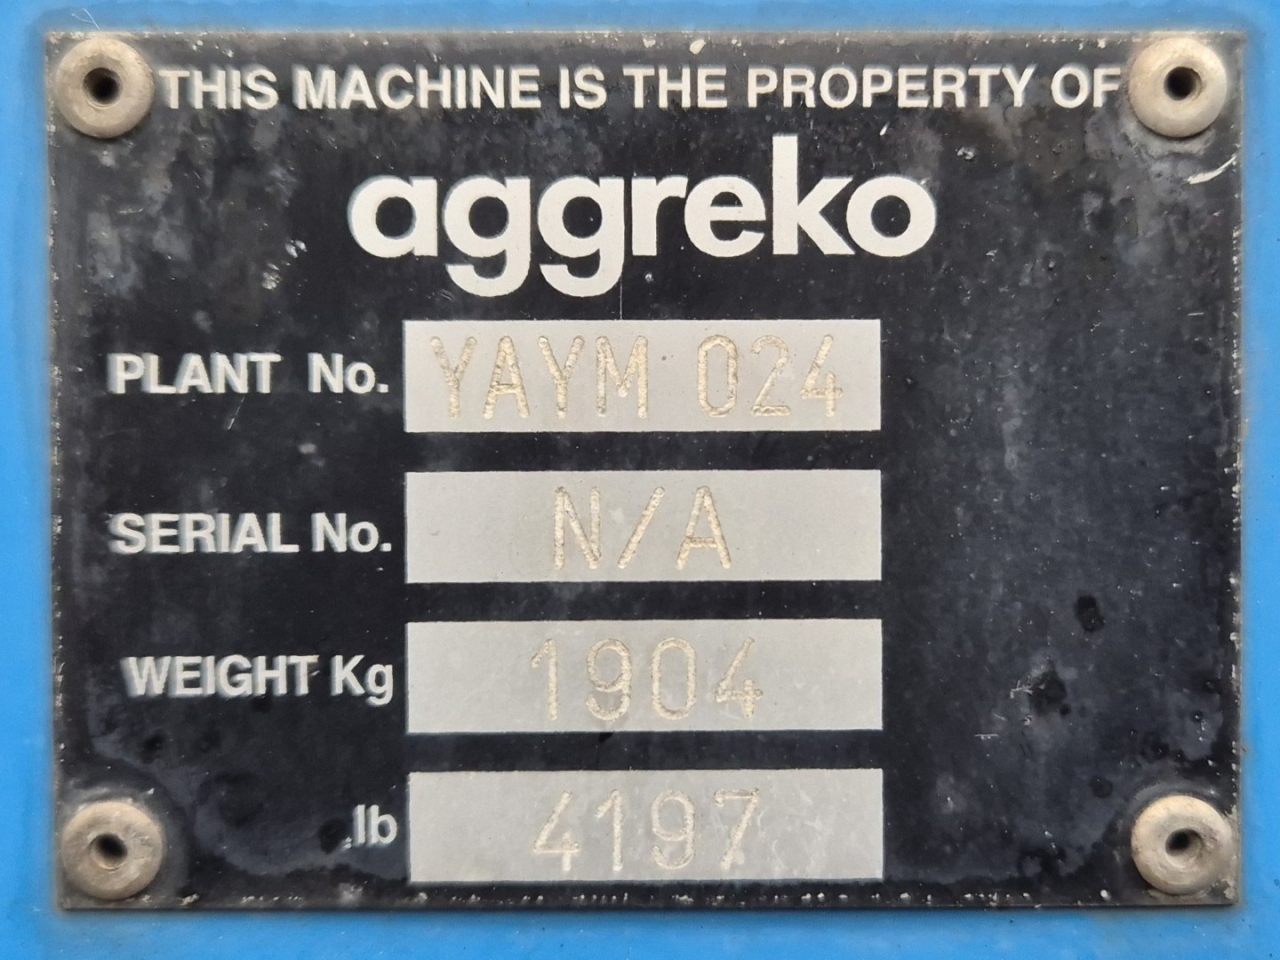 THIS MACHINE IS THE PROPERTY OF
aggreko
PLANT No. YAYM 024
SERIAL No. N/A
WEIGHT Kg 1904
lb 4197